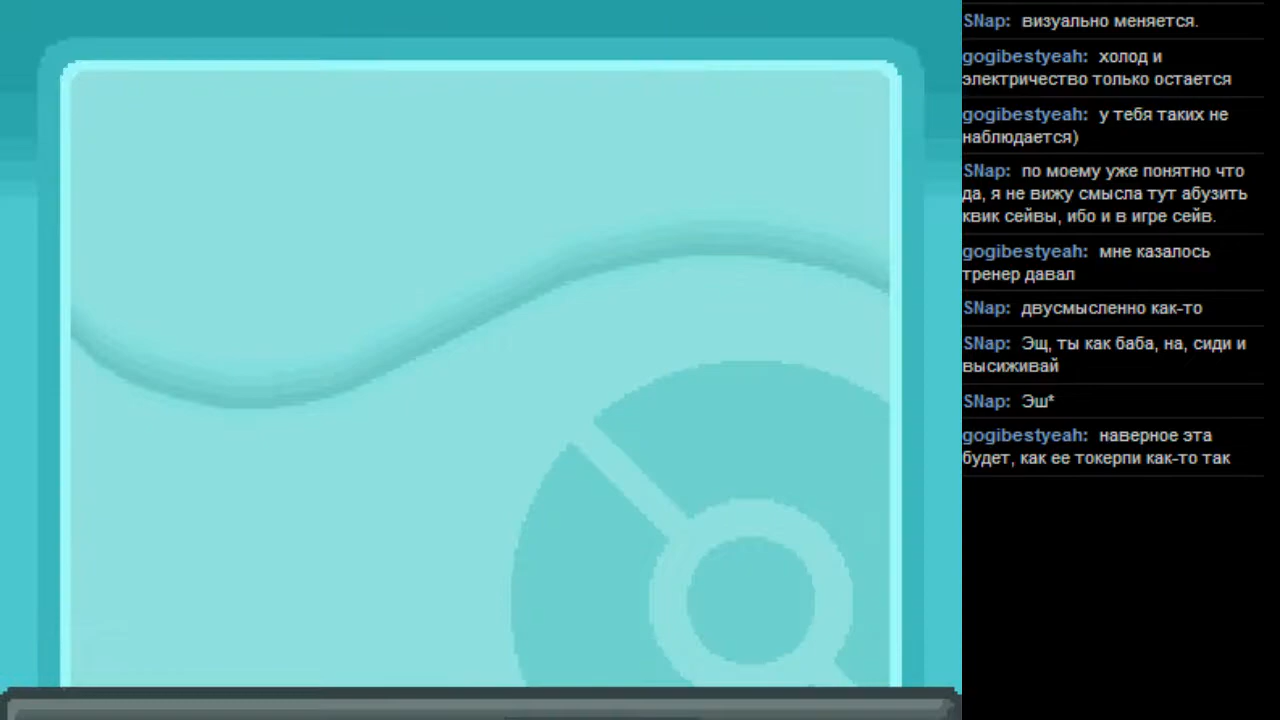 SNap: визуально меняется.
gogibestyeah: холод и
электричество только остается
gogibestyeah: у тебя таких не
наблюдается)
SNap: по моему уже понятно что
да, я не вижу смысла тут абузить
квик сейвы, ибо и в игре сейв.
gogibestyeah: мне казалось
тренер давал
SNap: двусмысленно как-то
SNap: Эщ, ты как баба, на, сиди и
высиживай
SNap: Эш*
gogibestyeah: наверное эта
будет, как ее токерпи как-то так